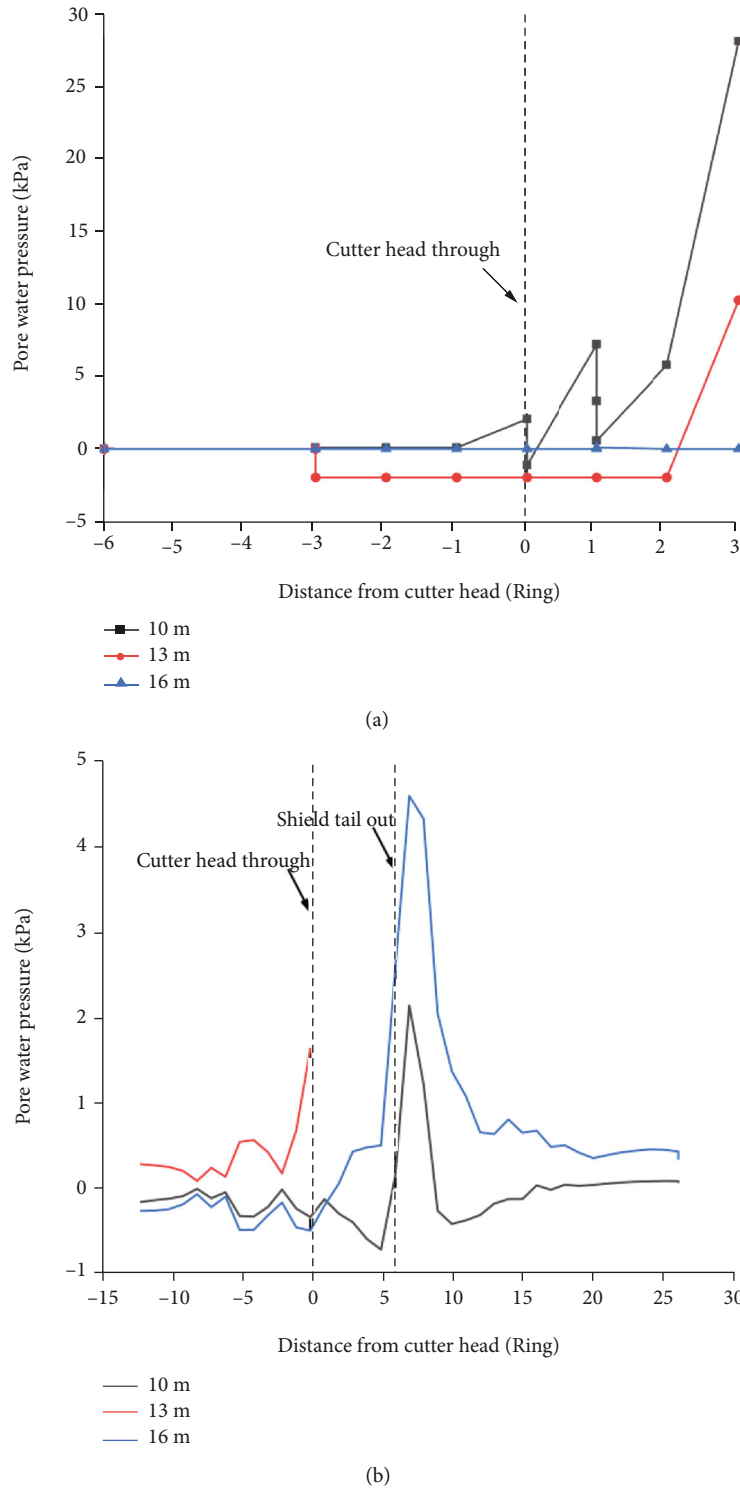 30
25
20
15
10
5
0
–5
Pore water pressure (kPa)
Cutter head through
–6 –5 –4 –3 –2 –1 0 1 2 3
Distance from cutter head (Ring)
10 m
13 m
16 m
(a)
5
4
3
2
1
0
–1
Pore water pressure (kPa)
Shield tail out
Cutter head through
–15 –10 –5 0 5 10 15 20 25 30
Distance from cutter head (Ring)
10 m
13 m
16 m
(b)